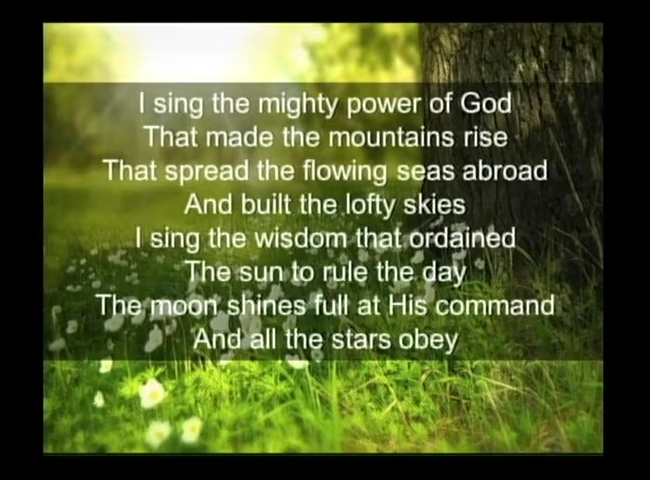 I sing the mighty power of God
That made the mountains rise
That spread the flowing seas abroad
And built the lofty skies
I sing the wisdom that ordained
The sun to rule the day
The moon shines full at His command
And all the stars obey